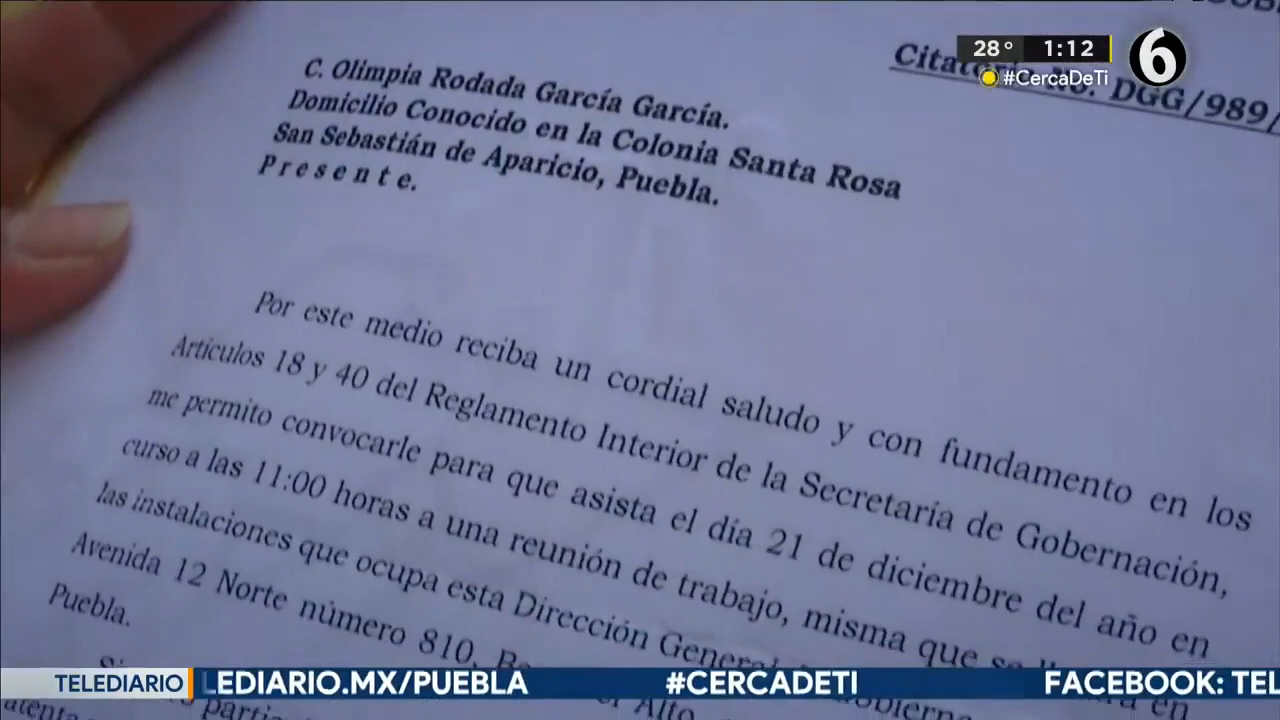 28° 1:12 6
#CercaDeTi
No. DGG/989/
C. Olimpia Rodada García García.
Domicilio Conocido en la Colonia Santa Rosa
San Sebastián de Aparicio, Puebla.
Presente.
Por este medio reciba un cordial saludo y con fundamento en los
Artículos 18 y 40 del Reglamento Interior de la Secretaría de Gobernación,
me permito convocarle para que asista el día 21 de diciembre del año en
curso a las 11:00 horas a una reunión de trabajo, misma que se
las instalaciones que ocupa esta Dirección General
Avenida 12 Norte número 810,
Puebla.
Alto
TELEDIARIO LEDIARIO.MX/PUEBLA #CERCADETI FACEBOOK: TEL